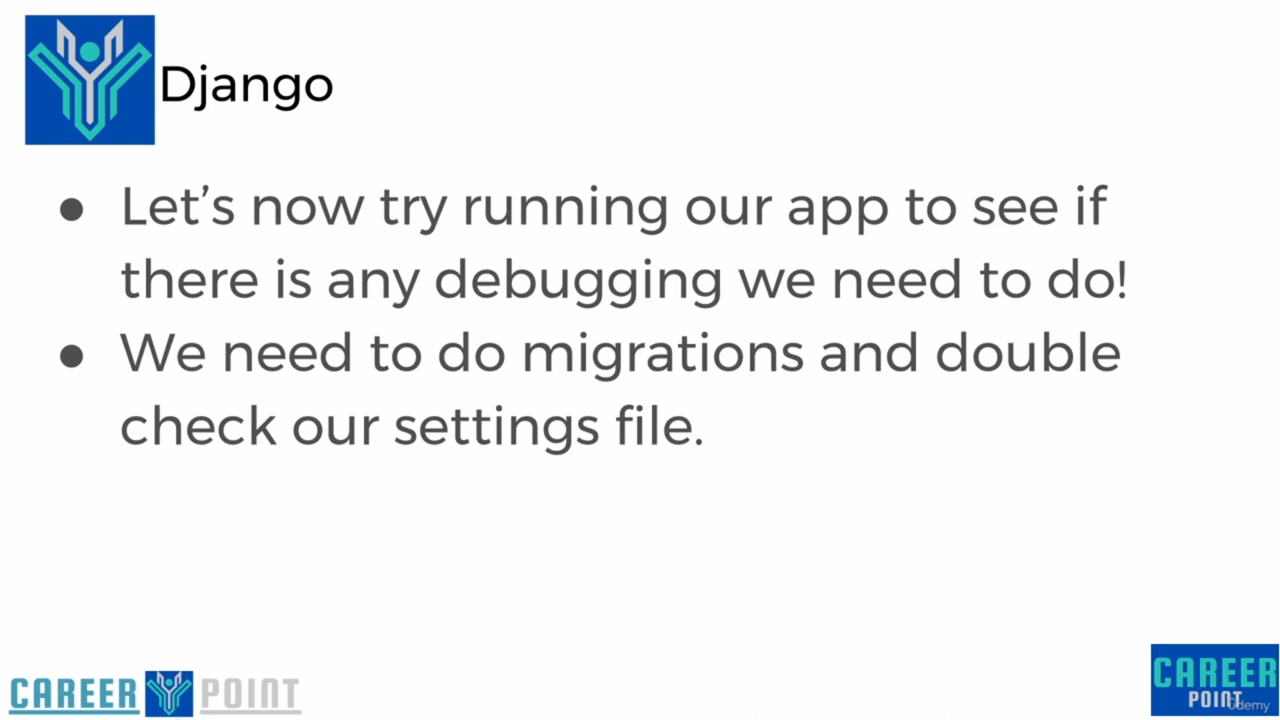 Django
● Let’s now try running our app to see if
there is any debugging we need to do!
● We need to do migrations and double
check our settings file.
CAREER POINT
CAREER
POINT
ûdemy